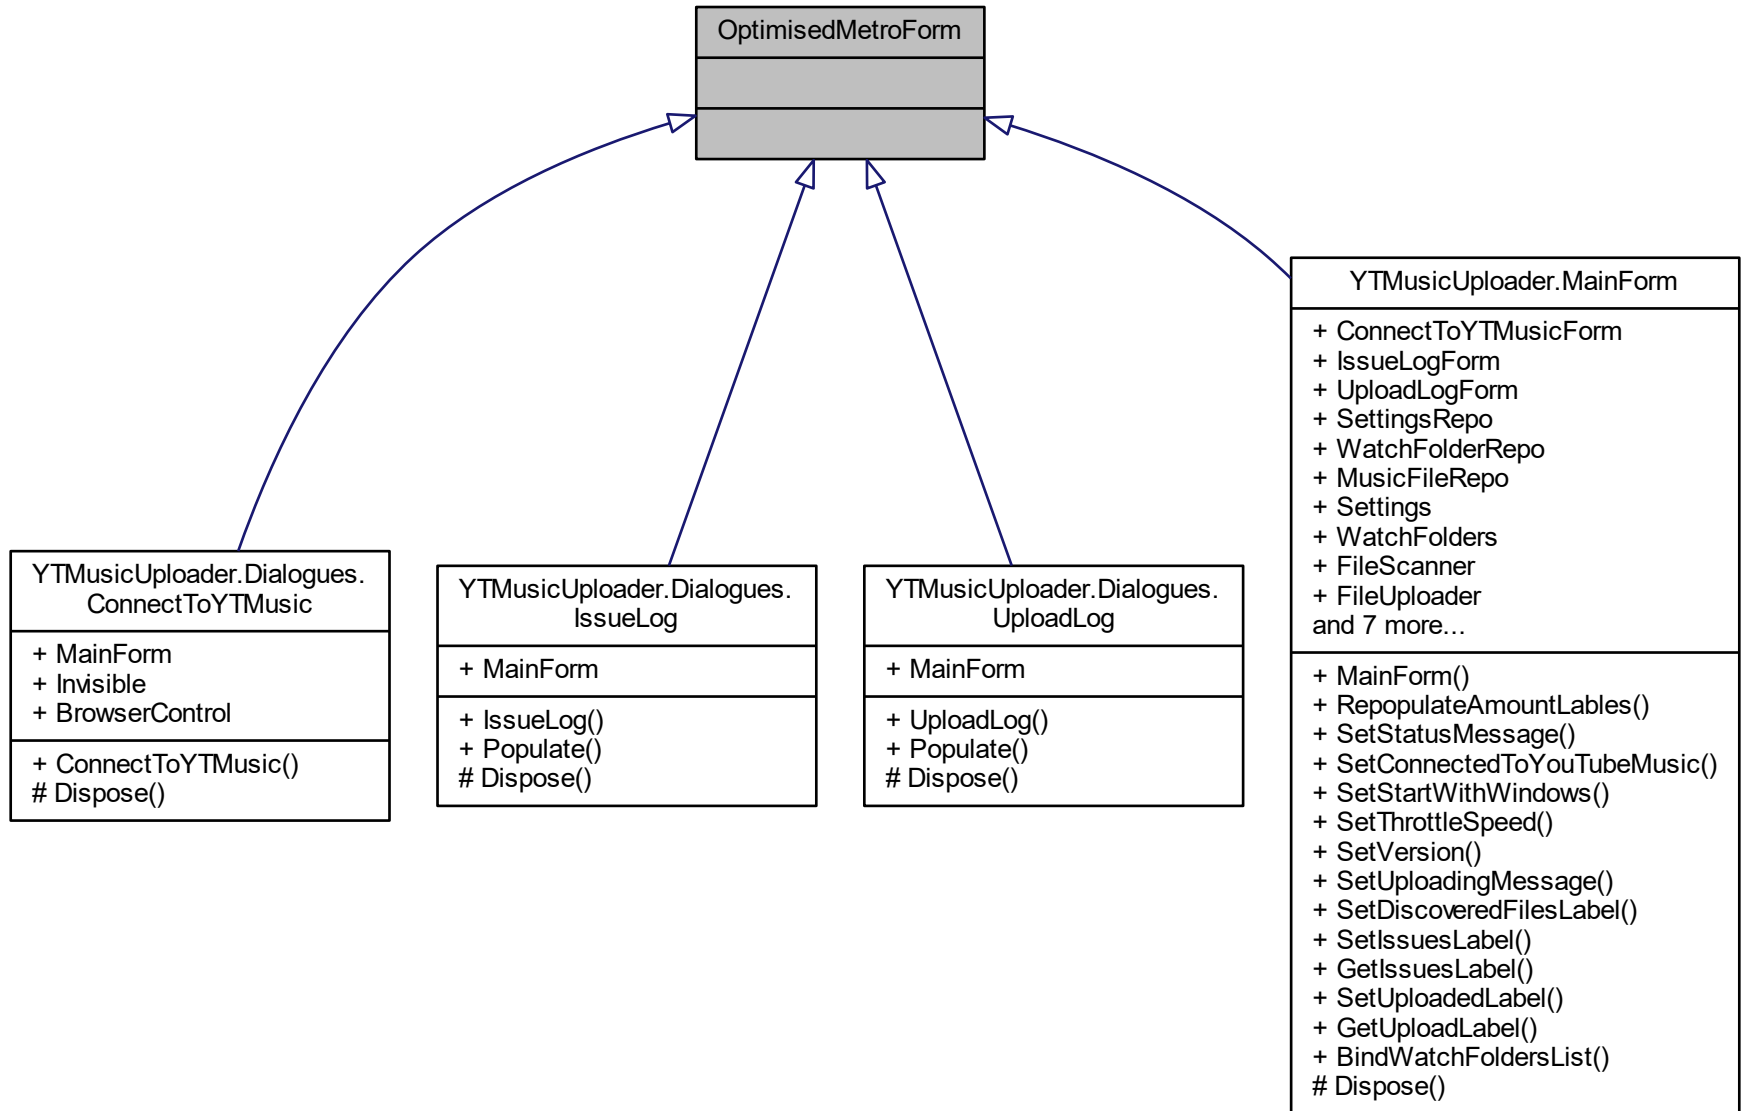 OptimisedMetroForm
YTMusicUploader.MainForm
+ ConnectToYTMusicForm
+ IssueLogForm
+ UploadLogForm
+ SettingsRepo
+ WatchFolderRepo
+ MusicFileRepo
+ Settings
+ WatchFolders
+ FileScanner
+ FileUploader
and 7 more...
+ MainForm()
+ RepopulateAmountLables()
+ SetStatusMessage()
+ SetConnectedToYouTubeMusic()
+ SetStartWithWindows()
+ SetThrottleSpeed()
+ SetVersion()
+ SetUploadingMessage()
+ SetDiscoveredFilesLabel()
+ SetIssuesLabel()
+ GetIssuesLabel()
+ SetUploadedLabel()
+ GetUploadLabel()
+ BindWatchFoldersList()
# Dispose()
YTMusicUploader.Dialogues.
ConnectToYTMusic
+ MainForm
+ Invisible
+ BrowserControl
+ ConnectToYTMusic()
# Dispose()
YTMusicUploader.Dialogues.
IssueLog
+ MainForm
+ IssueLog()
+ Populate()
# Dispose()
YTMusicUploader.Dialogues.
UploadLog
+ MainForm
+ UploadLog()
+ Populate()
# Dispose()